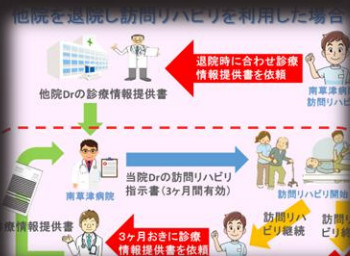 他院を退院し訪問リハビリを利用した場合
退院時に合わせ診療
情報提供書を依頼
南草津病
訪問リハビ
他院Drの診療情報提供書
南草津病院
当院Drの訪問リハビリ
指示書(3ヶ月間有効)
訪問リハビリ開始
療情報提供書
3ヶ月おきに診療
情報提供書を依頼
訪問リハ
ビリ継続
訪問リ
ビリ